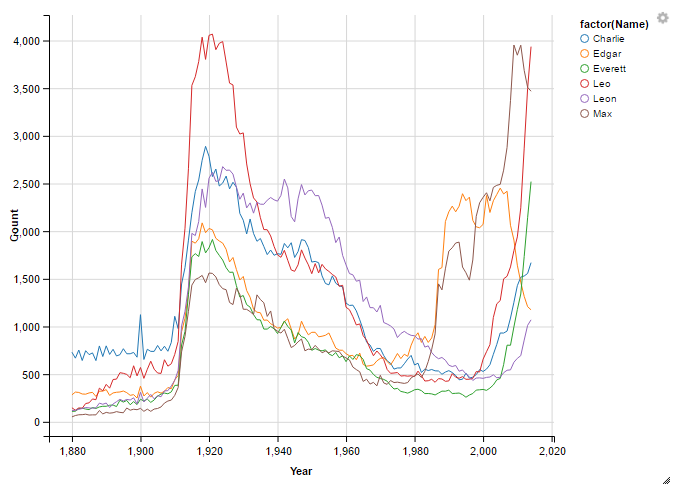 factor(Name)
Charlie
Edgar
Everett
Leo
Leon
Max
4,000
3,500
3,000
2,500
2,000
1,500
1,000
500
0
Count
1,880 1,900 1,920 1,940 1,960 1,980 2,000 2,020
Year